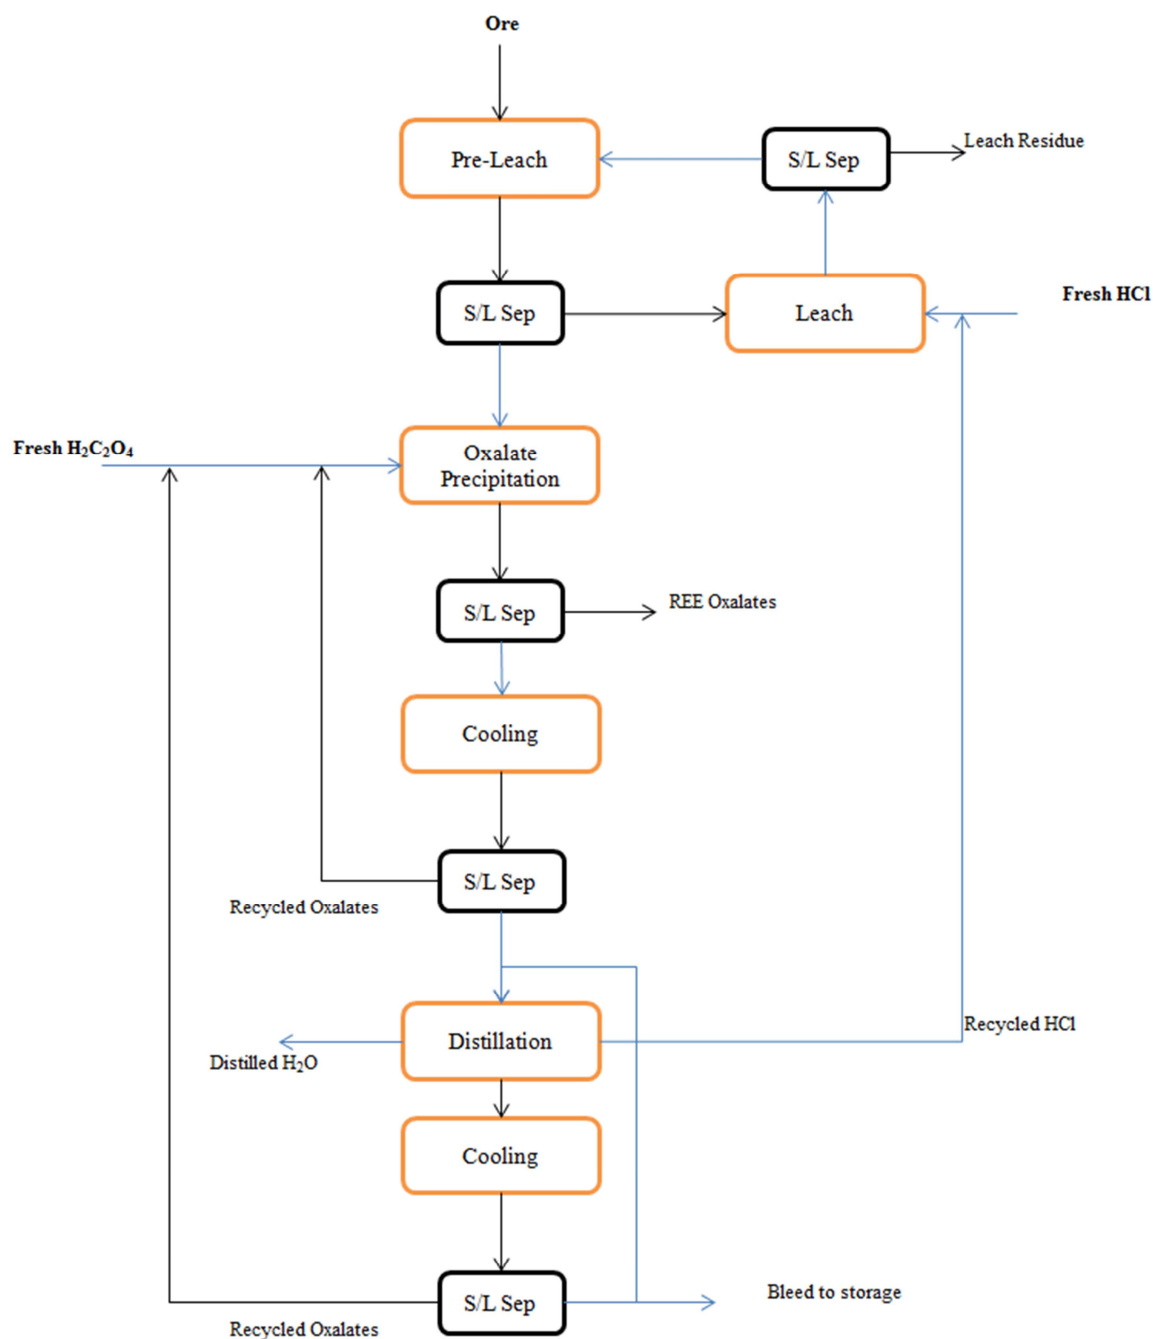 Ore
Pre-Leach
S/L Sep
Leach Residue
S/L Sep
Leach
Fresh HCl
Fresh H₂C₂O₄
Oxalate
Precipitation
S/L Sep
REE Oxalates
Cooling
S/L Sep
Recycled Oxalates
Distillation
Recycled HCl
Distilled H₂O
Cooling
S/L Sep
Bleed to storage
Recycled Oxalates